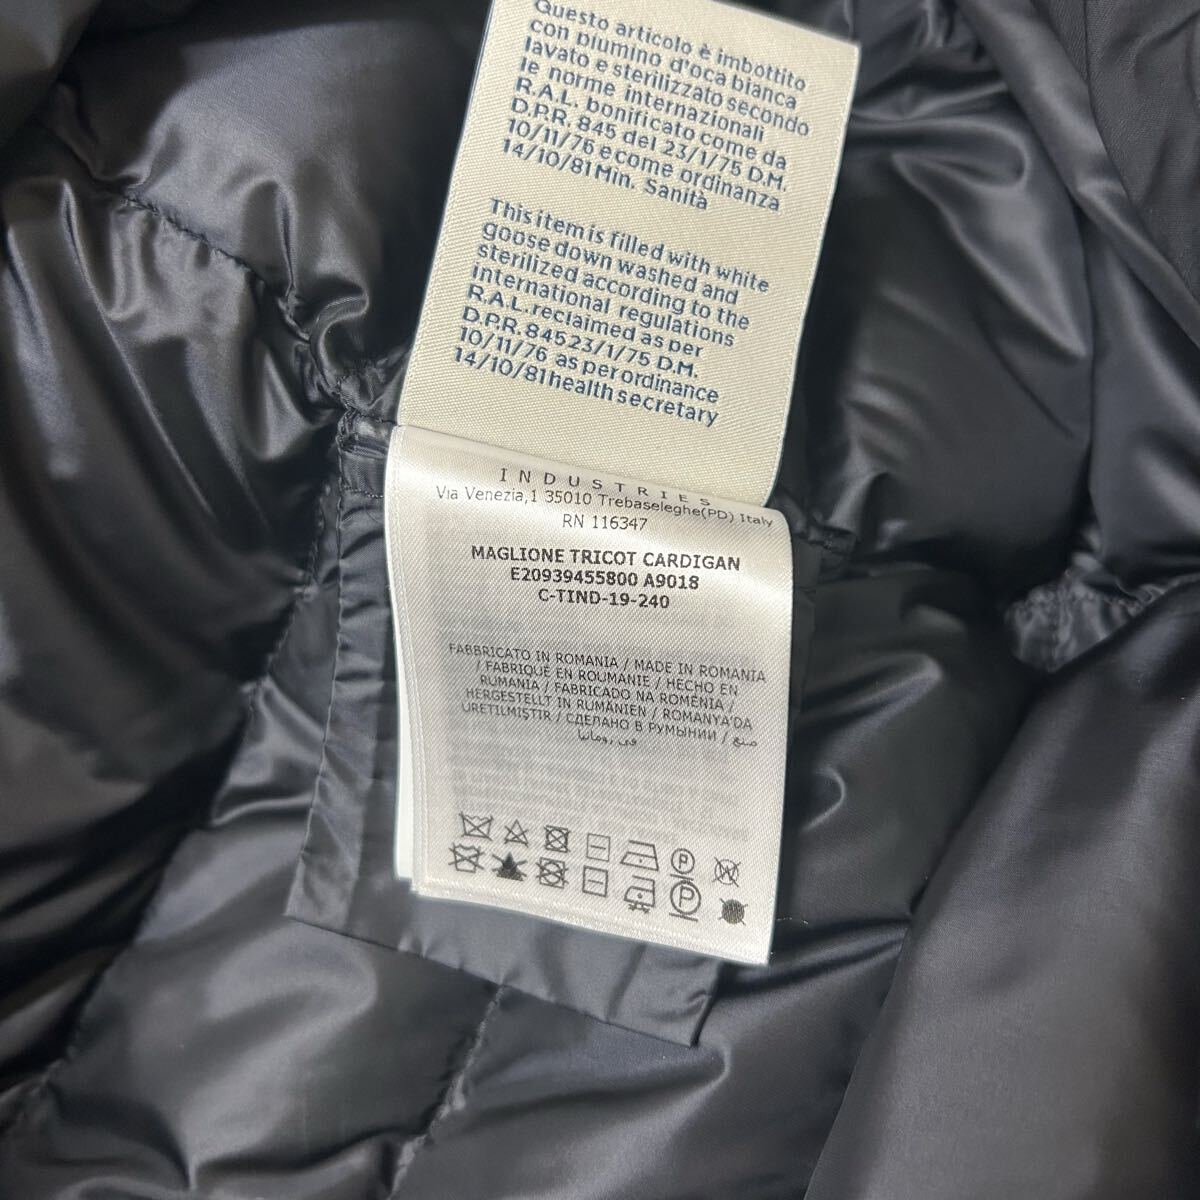 Questo articolo è imbottito
con piumino d'oca bianca
lavato e sterilizzato secondo
le norme internazionali
R.A.L. bonificato come da
D.P.R. 845 del 23/1/75 D.M.
10/11/76 e come ordinanza
14/10/81 Min. Sanità
This item is filled with white
goose down washed and
sterilized according to the
international regulations
R.A.L. reclaimed as per
D.P.R. 845 23/1/75 D.M.
10/11/76 as per ordinance
14/10/81 health secretary
INDUSTRIES
Via Venezia,1 35010 Trebaseleghe(PD) Italy
RN 116347
MAGLIONE TRICOT CARDIGAN
E20939455800 A9018
C-TIND-19-240
FABBRICATO IN ROMANIA / MADE IN ROMANIA
/ FABRIQUÉ EN ROUMANIE / HECHO EN
RUMANIA / FABRICADO NA ROMÉNIA /
HERGESTELLT IN RUMÄNIEN / ROMANYA'DA
ÜRETILMIŞTIR / СДЕЛАНО В РУМЫНИИ / صنع
في رومانيا
P
P